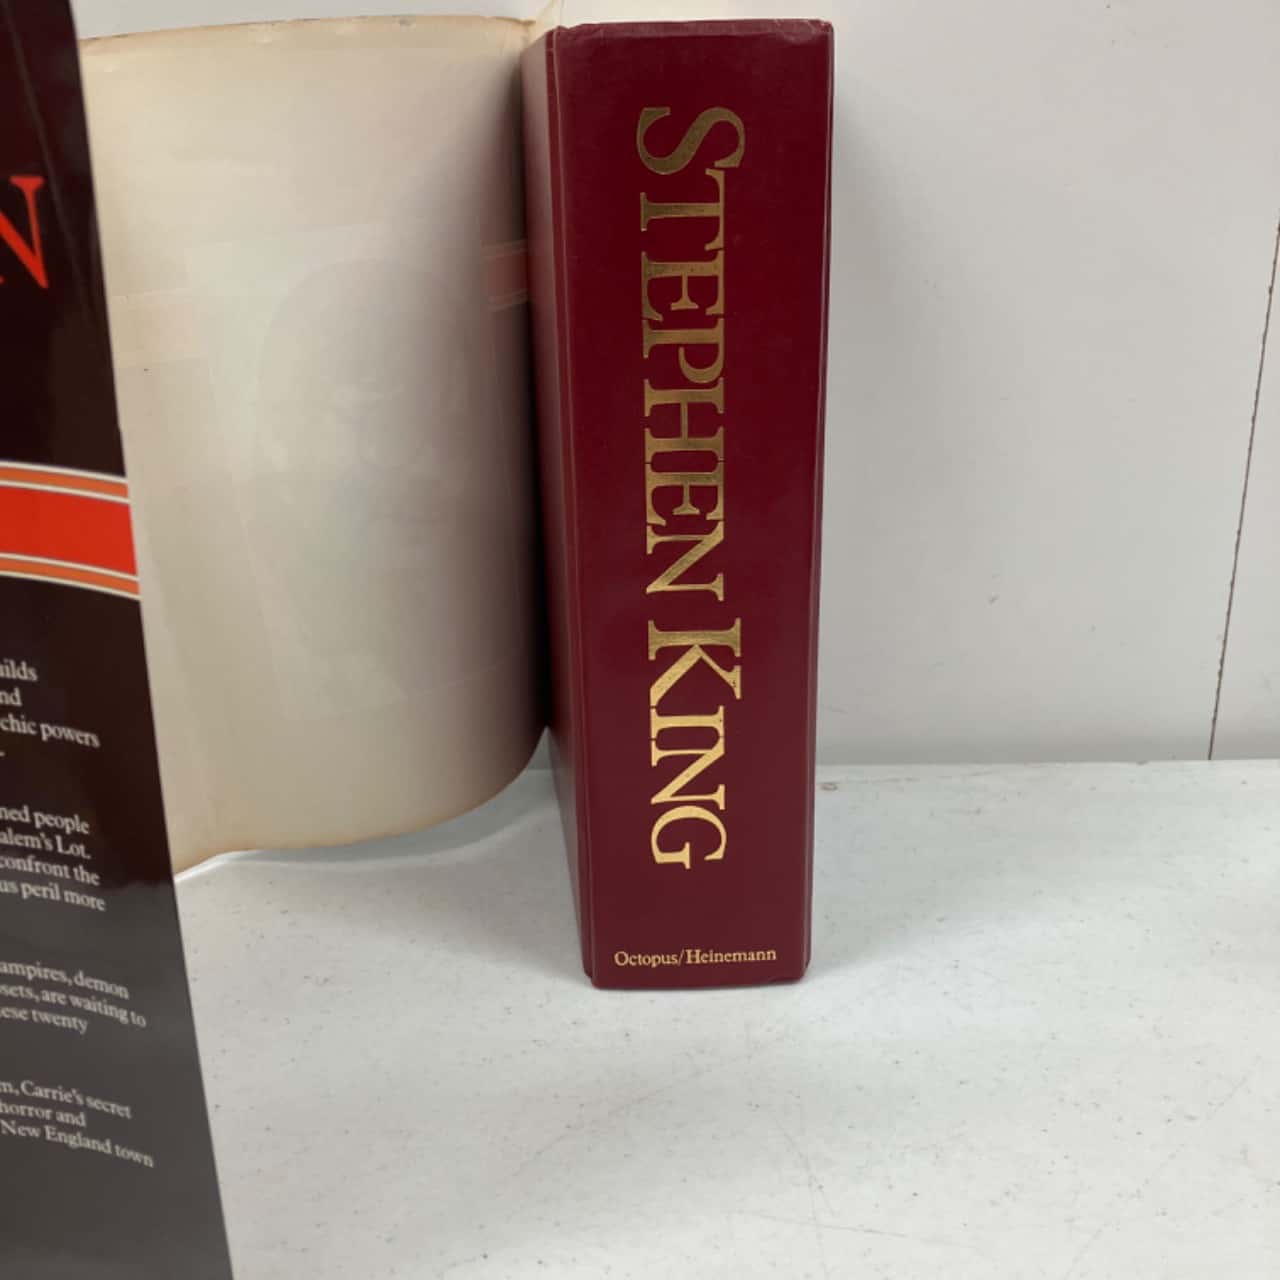 N
uilds
nd
chic powers
ned people
alem's Lot.
confront the
us peril more
ampires, demon
sets, are waiting to
ese twenty
m, Carrie's secret
horror and
New England town
STEPHEN KING
Octopus/Heinemann